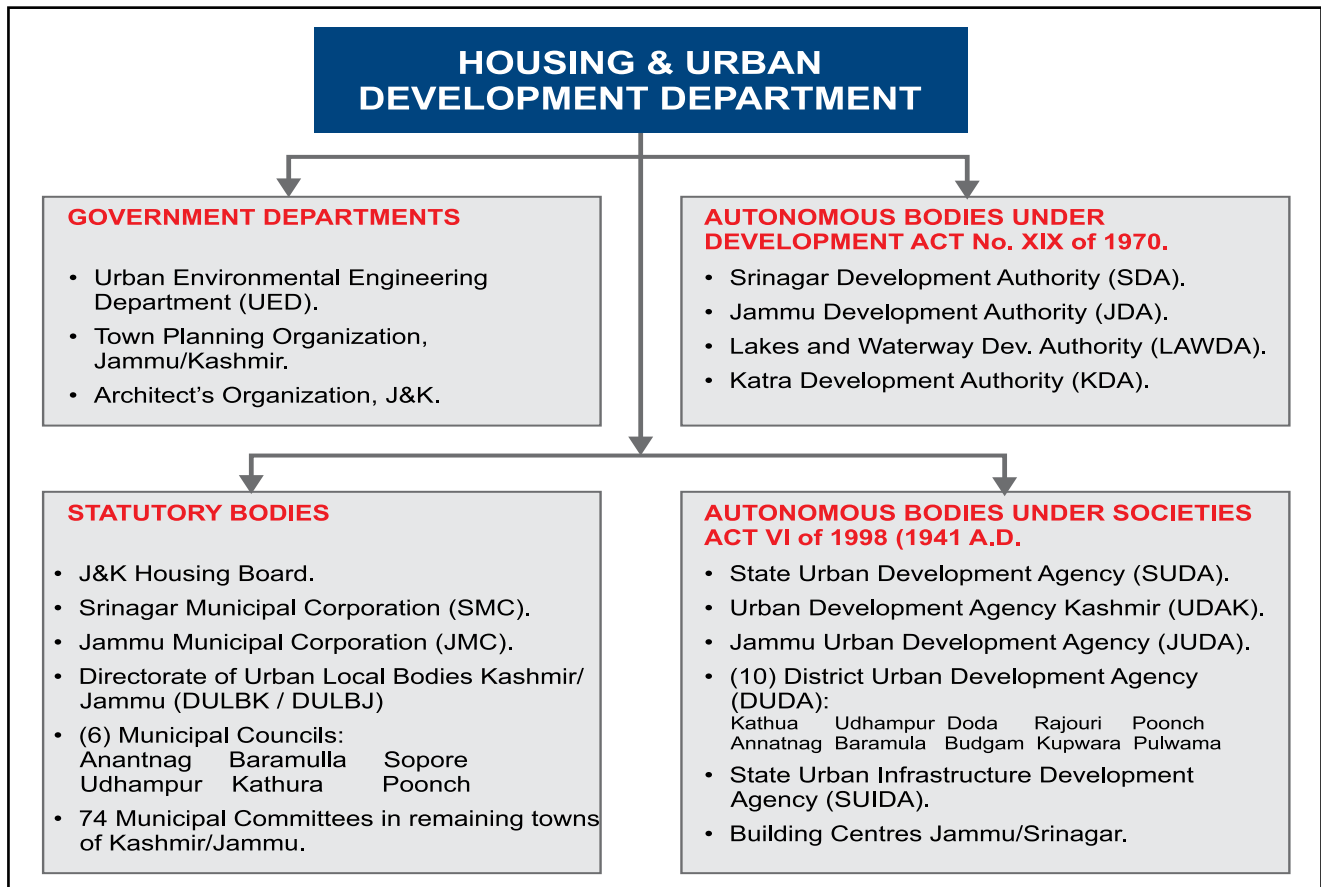 HOUSING & URBAN
DEVELOPMENT DEPARTMENT
GOVERNMENT DEPARTMENTS
• Urban Environmental Engineering
Department (UED).
• Town Planning Organization,
Jammu/Kashmir.
• Architect's Organization, J&K.
AUTONOMOUS BODIES UNDER
DEVELOPMENT ACT No. XIX of 1970.
• Srinagar Development Authority (SDA).
• Jammu Development Authority (JDA).
• Lakes and Waterway Dev. Authority (LAWDA).
• Katra Development Authority (KDA).
STATUTORY BODIES
• J&K Housing Board.
• Srinagar Municipal Corporation (SMC).
• Jammu Municipal Corporation (JMC).
• Directorate of Urban Local Bodies Kashmir/
Jammu (DULBK / DULBJ)
• (6) Municipal Councils:
Anantnag Baramulla Sopore
Udhampur Kathura Poonch
• 74 Municipal Committees in remaining towns
of Kashmir/Jammu.
AUTONOMOUS BODIES UNDER SOCIETIES
ACT VI of 1998 (1941 A.D.
• State Urban Development Agency (SUDA).
• Urban Development Agency Kashmir (UDAK).
• Jammu Urban Development Agency (JUDA).
• (10) District Urban Development Agency
(DUDA):
Kathua Udhampur Doda Rajouri Poonch
Annatnag Baramula Budgam Kupwara Pulwama
• State Urban Infrastructure Development
Agency (SUIDA).
• Building Centres Jammu/Srinagar.